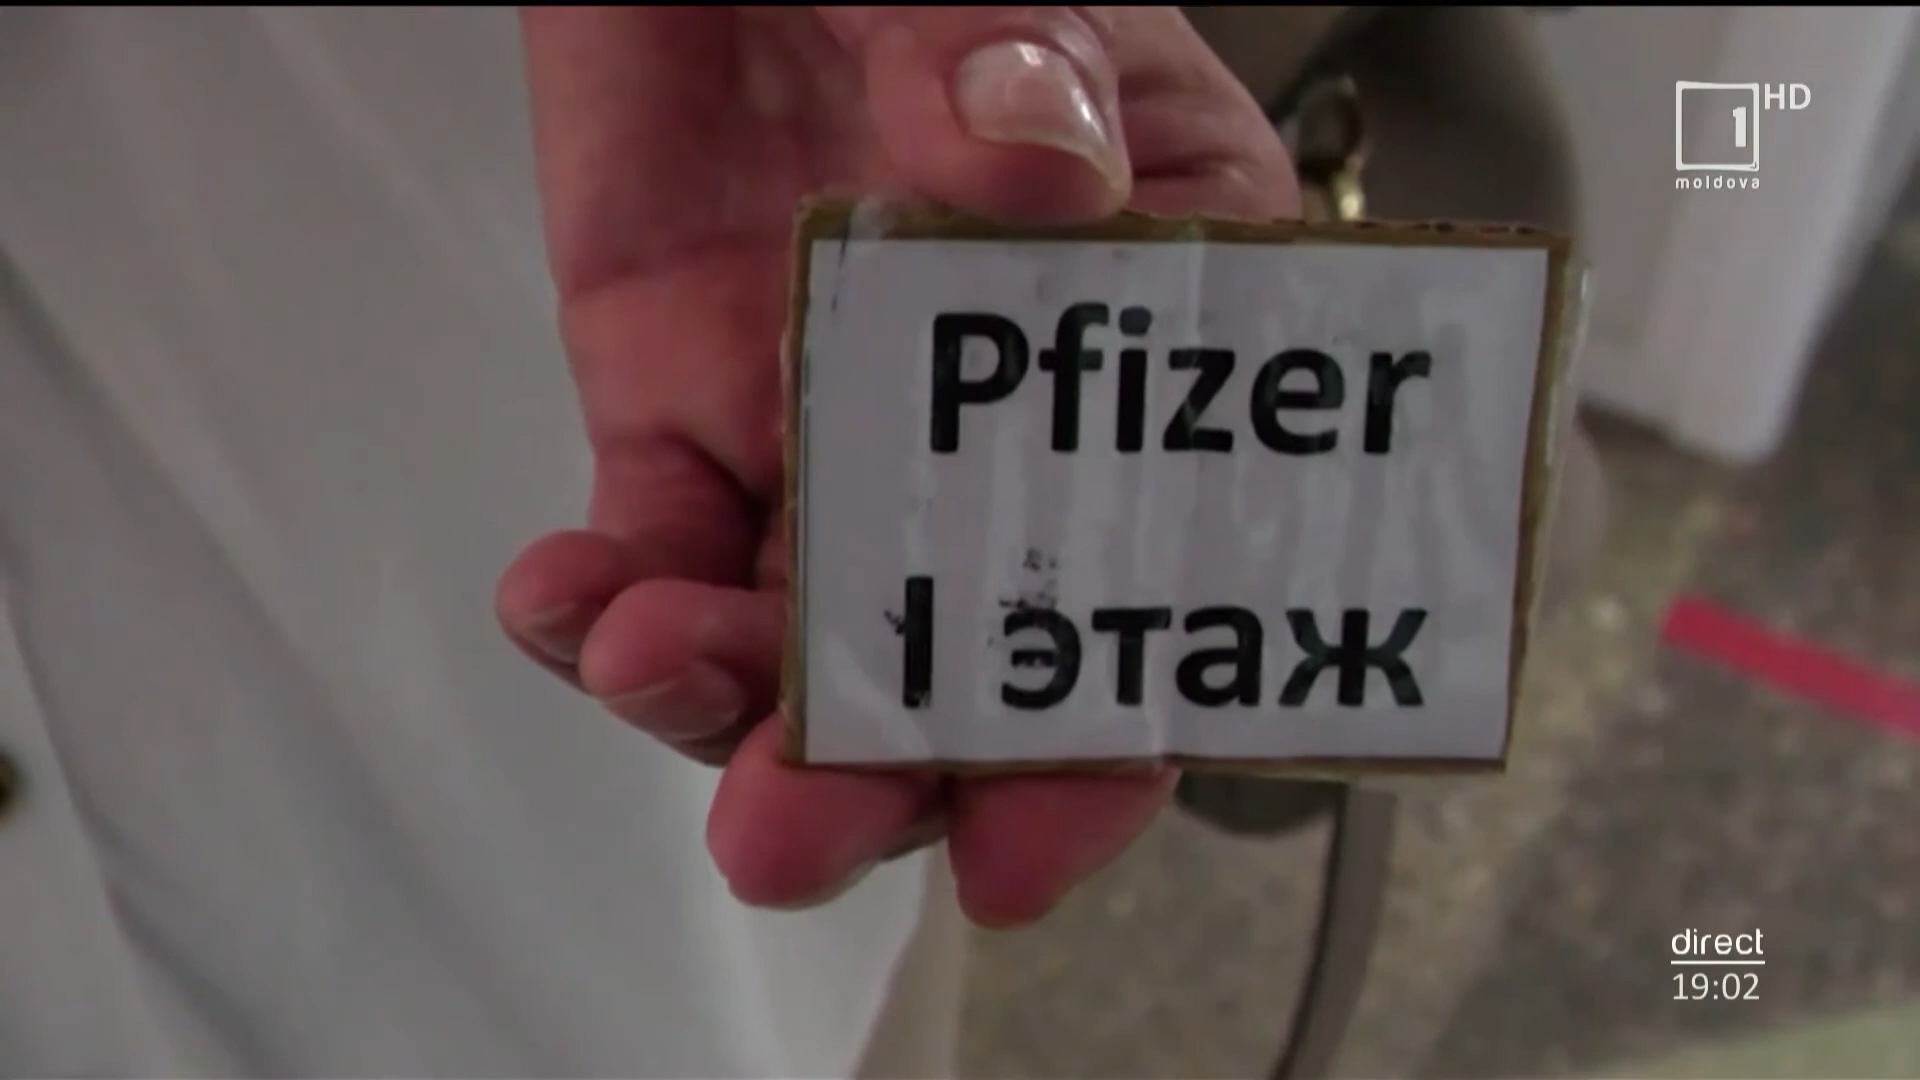 1 HD
moldova
Pfizer
I этаж
direct
19:02